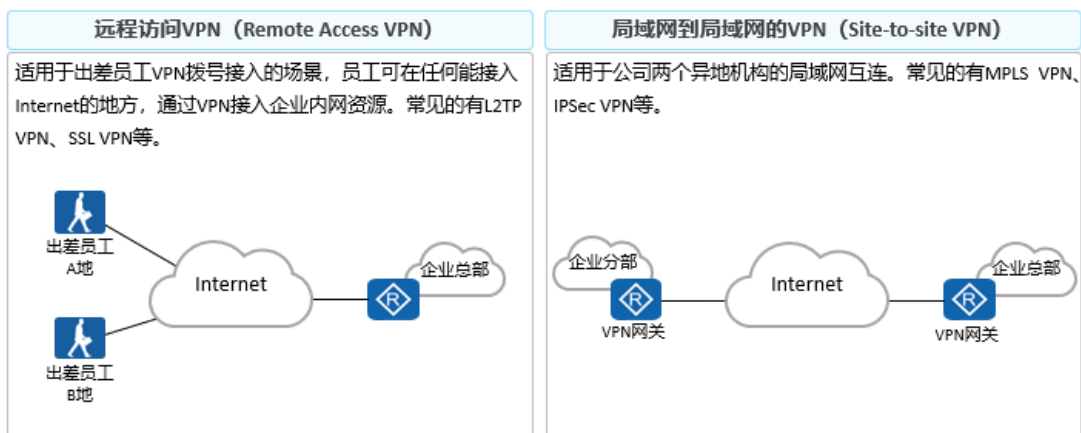 远程访问VPN（Remote Access VPN）
适用于出差员工VPN拨号接入的场景，员工可在任何能接入
Internet的地方，通过VPN接入企业内网资源。常见的有L2TP
VPN、SSL VPN等。
出差员工
A地
Internet
企业总部
R
出差员工
B地
局域网到局域网的VPN（Site-to-site VPN）
适用于公司两个异地机构的局域网互连。常见的有MPLS VPN、
IPSec VPN等。
企业分部
R
VPN网关
Internet
企业总部
R
VPN网关